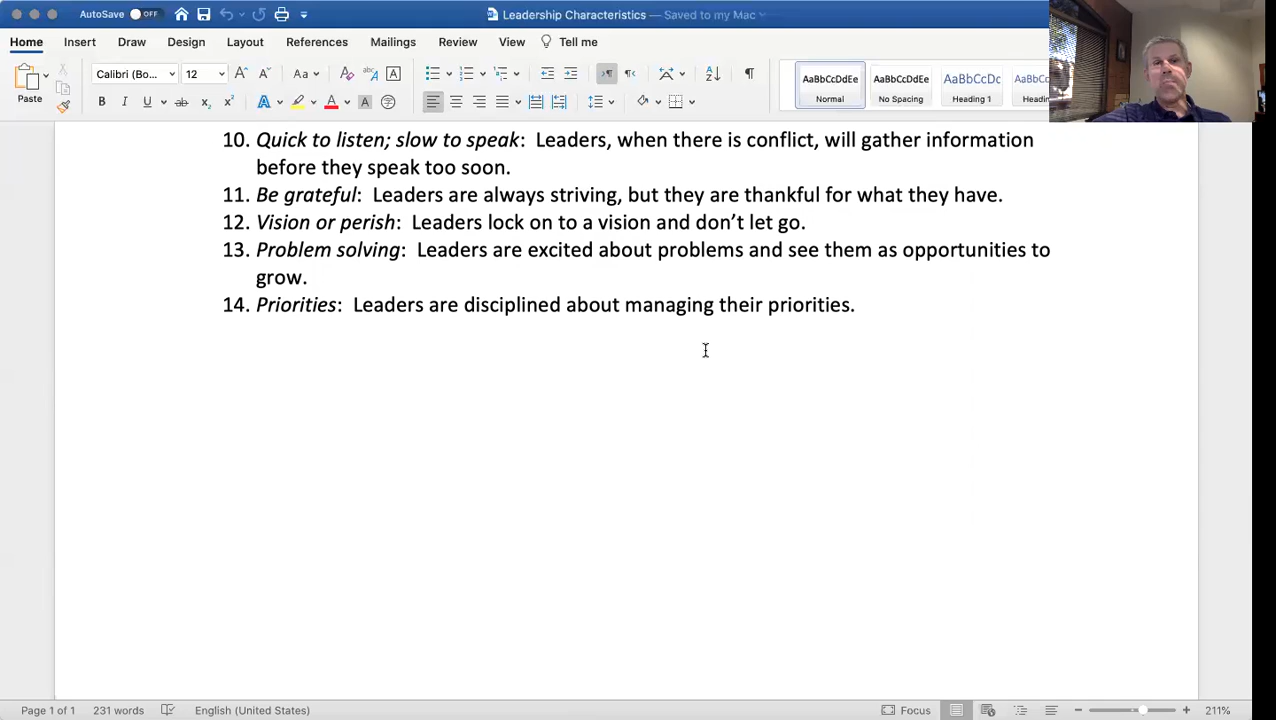 AutoSave OFF
Leadership Characteristics — Saved to my Mac
Home Insert Draw Design Layout References Mailings Review View Tell me
Paste
Calibri (Bo... 12
AaBbCcDdEe AaBbCcDdEe AaBbCcDc AaBbC
Normal No Spacing Heading 1 Headin
10. Quick to listen; slow to speak: Leaders, when there is conflict, will gather information
before they speak too soon.
11. Be grateful: Leaders are always striving, but they are thankful for what they have.
12. Vision or perish: Leaders lock on to a vision and don’t let go.
13. Problem solving: Leaders are excited about problems and see them as opportunities to
grow.
14. Priorities: Leaders are disciplined about managing their priorities.
Page 1 of 1 231 words English (United States) Focus 211%